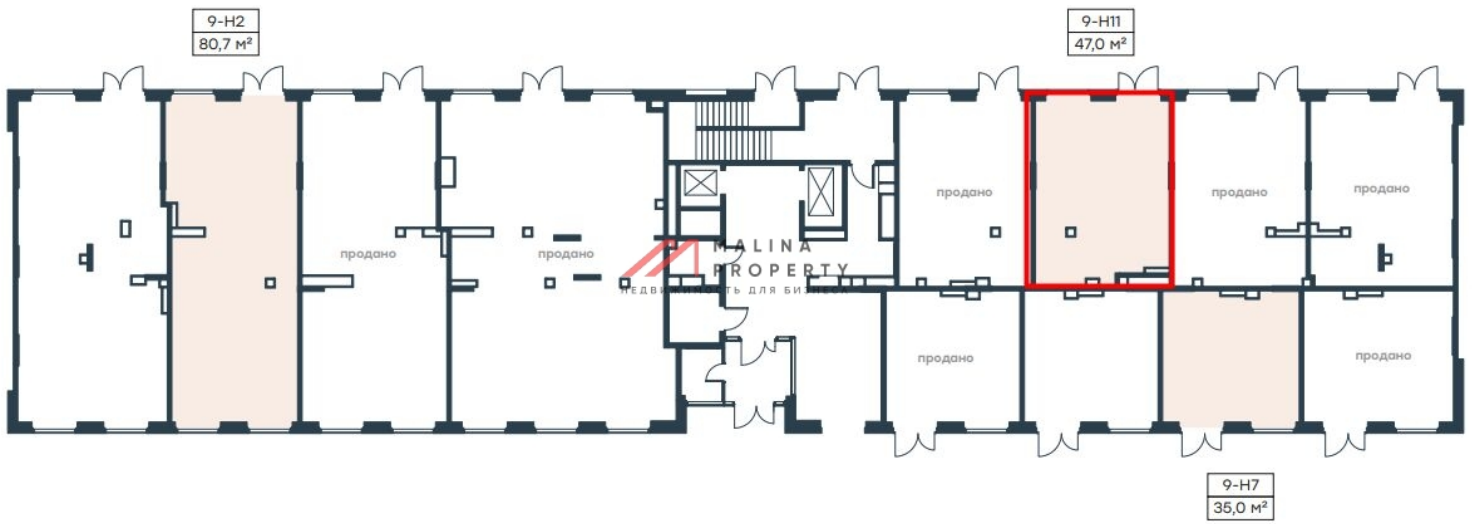 9-Н2
80,7 м²
9-Н11
47,0 м²
продано
продано
продано
продано
продано
MALINA
PROPERTY
НЕДВИЖИМОСТЬ ДЛЯ БИЗНЕСА
продано
продано
9-Н7
35,0 м²